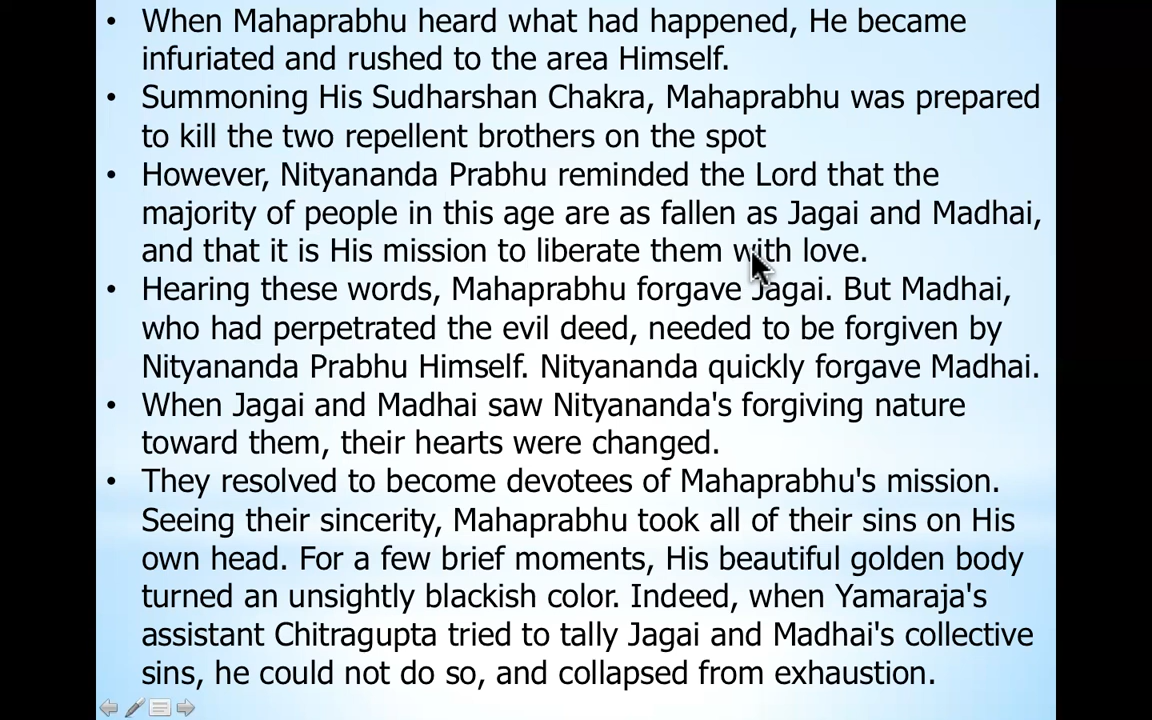 • When Mahaprabhu heard what had happened, He became
infuriated and rushed to the area Himself.
• Summoning His Sudharshan Chakra, Mahaprabhu was prepared
to kill the two repellent brothers on the spot
• However, Nityananda Prabhu reminded the Lord that the
majority of people in this age are as fallen as Jagai and Madhai,
and that it is His mission to liberate them with love.
• Hearing these words, Mahaprabhu forgave Jagai. But Madhai,
who had perpetrated the evil deed, needed to be forgiven by
Nityananda Prabhu Himself. Nityananda quickly forgave Madhai.
• When Jagai and Madhai saw Nityananda's forgiving nature
toward them, their hearts were changed.
• They resolved to become devotees of Mahaprabhu's mission.
Seeing their sincerity, Mahaprabhu took all of their sins on His
own head. For a few brief moments, His beautiful golden body
turned an unsightly blackish color. Indeed, when Yamaraja's
assistant Chitragupta tried to tally Jagai and Madhai's collective
sins, he could not do so, and collapsed from exhaustion.